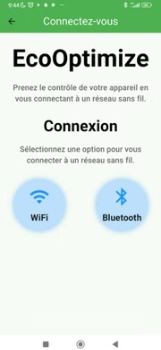 9:44
Connectez-vous
EcoOptimize
Prenez le contrôle de votre appareil en
vous connectant à un réseau sans fil.
Connexion
Sélectionnez une option pour vous
connecter à un réseau sans fil.
WiFi
Bluetooth